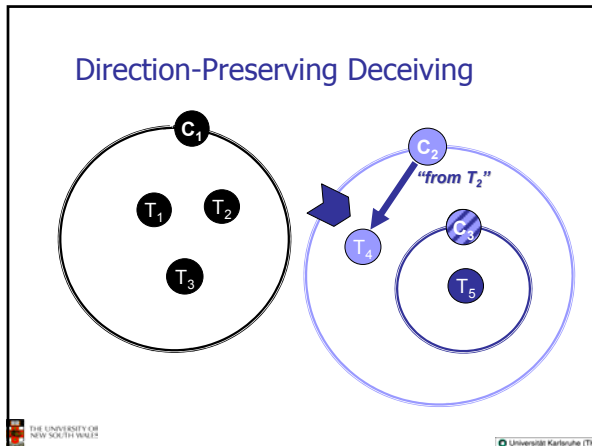 Direction-Preserving Deceiving
C₁
C₂
"from T₂"
T₁
T₂
C₃
T₄
T₃
T₅
THE UNIVERSITY OF
NEW SOUTH WALES
Universität Karlsruhe (TH